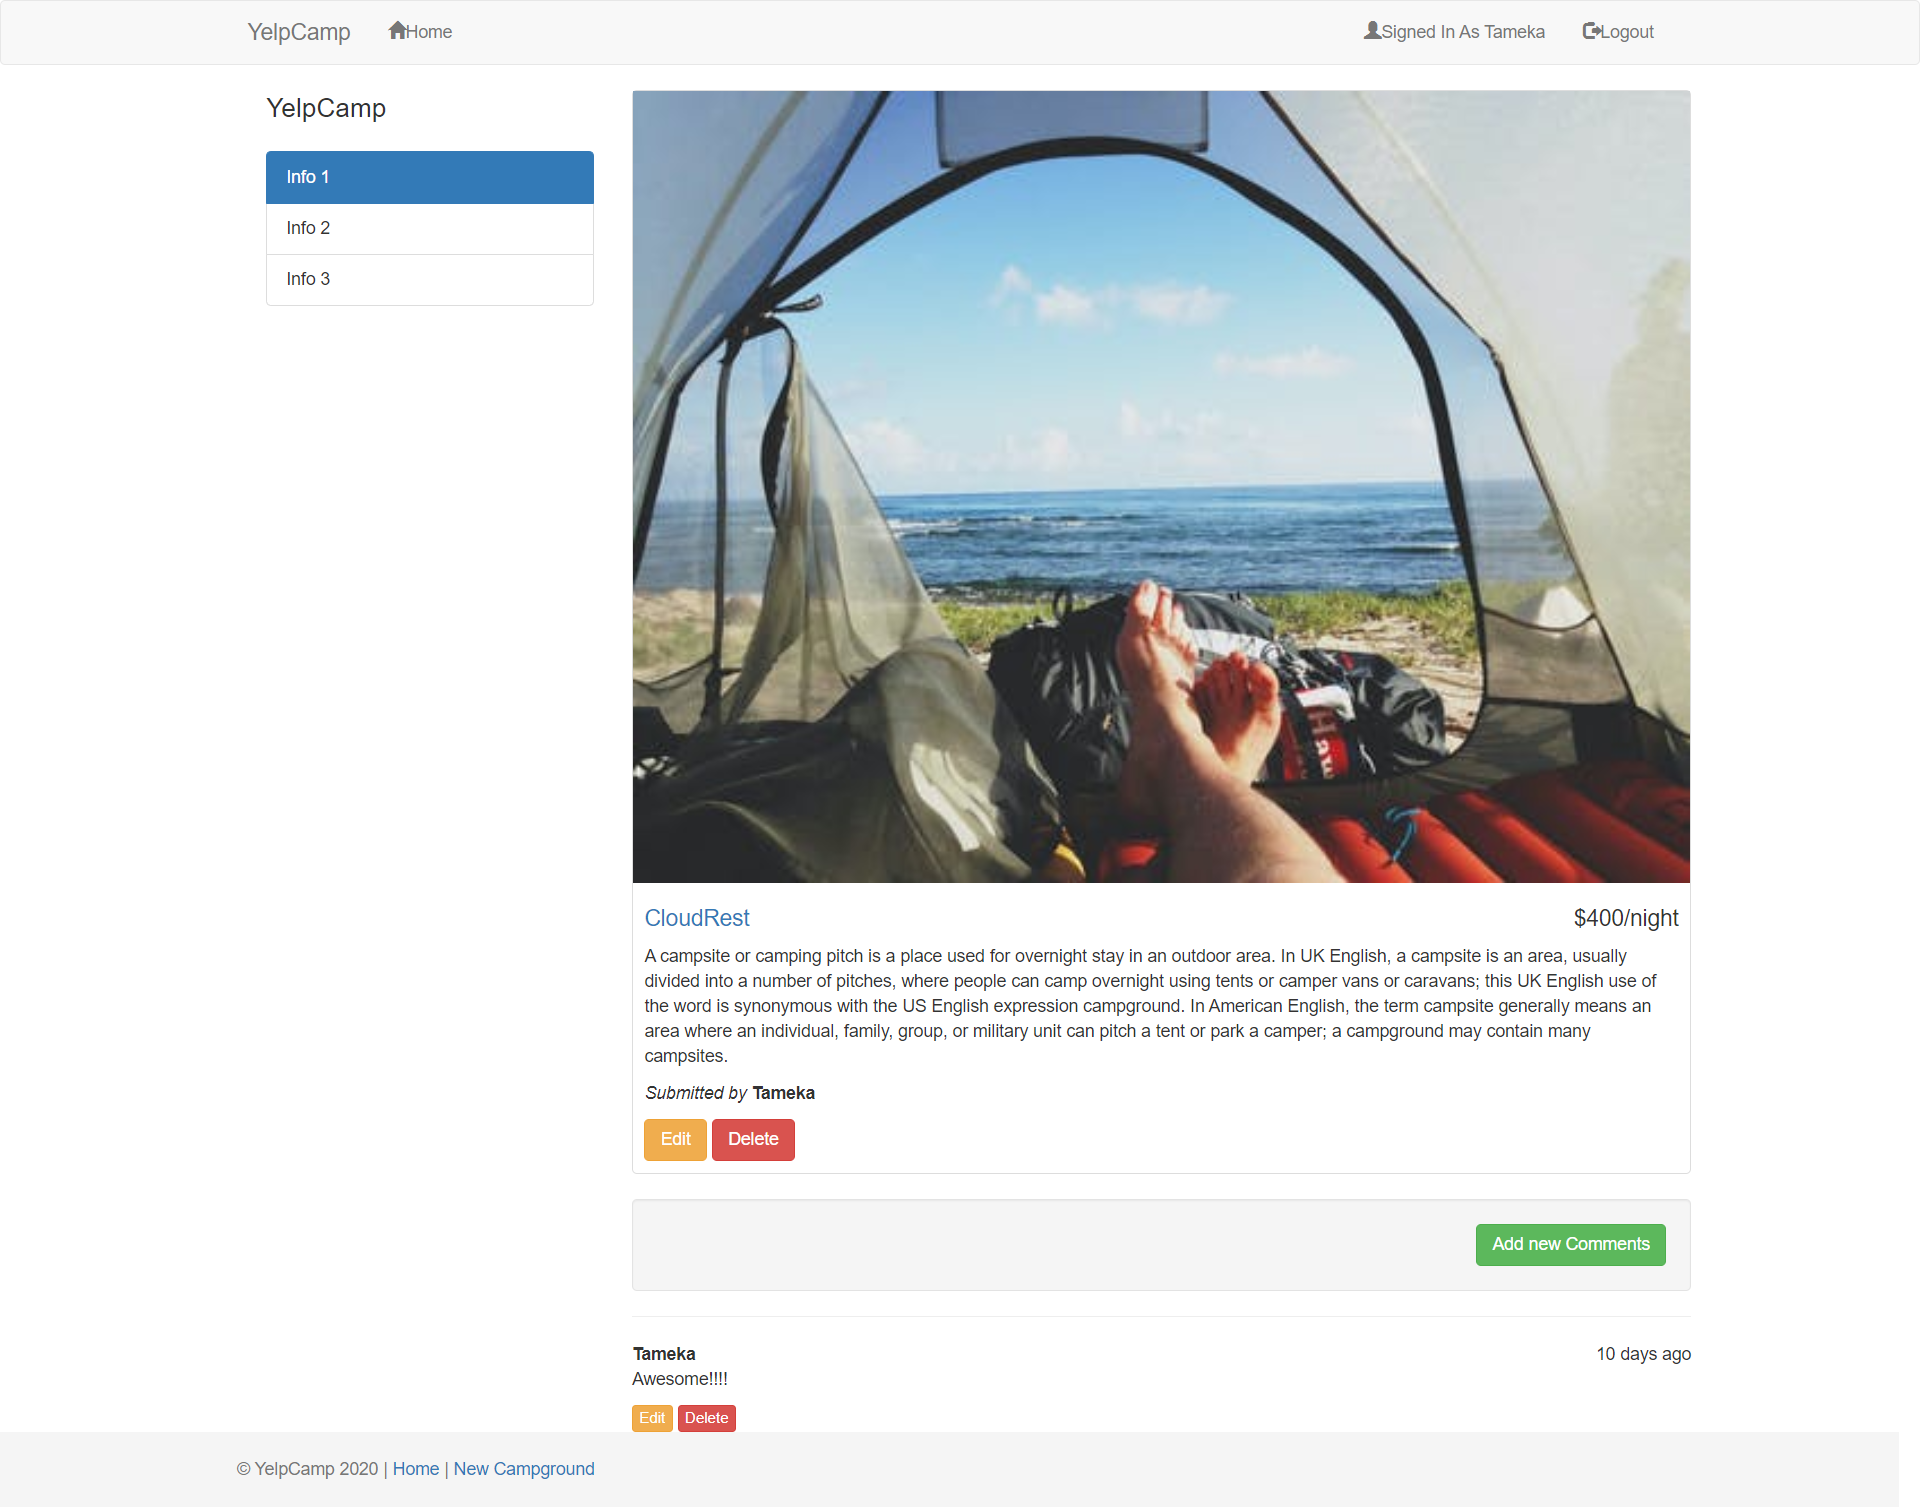 YelpCamp Home Signed In As Tameka Logout
YelpCamp
Info 1
Info 2
Info 3
CloudRest $400/night
A campsite or camping pitch is a place used for overnight stay in an outdoor area. In UK English, a campsite is an area, usually
divided into a number of pitches, where people can camp overnight using tents or camper vans or caravans; this UK English use of
the word is synonymous with the US English expression campground. In American English, the term campsite generally means an
area where an individual, family, group, or military unit can pitch a tent or park a camper; a campground may contain many
campsites.
Submitted by Tameka
Edit Delete
Add new Comments
Tameka 10 days ago
Awesome!!!!
Edit Delete
© YelpCamp 2020 | Home | New Campground